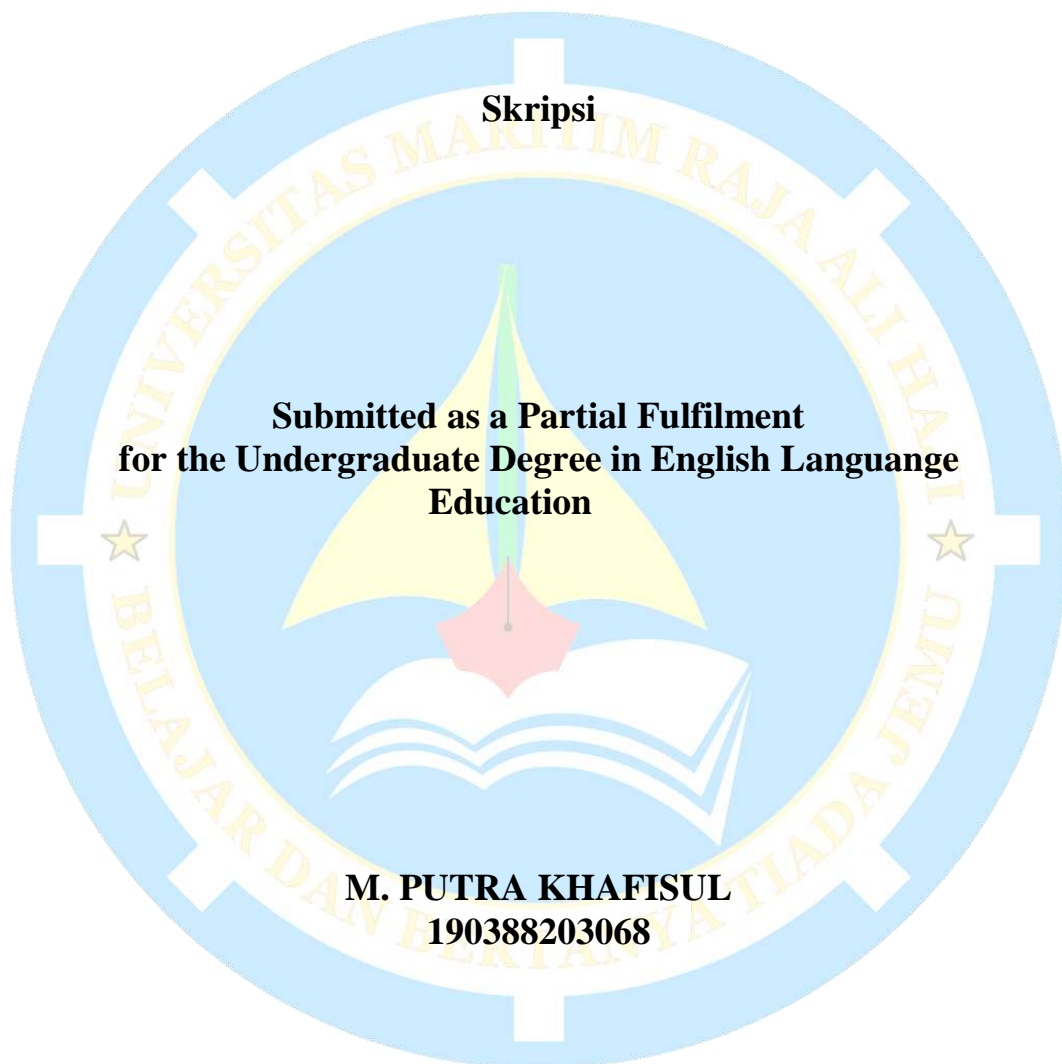 Skripsi
UNIVERSITAS MARITIM RAJA ALI HAJI
Submitted as a Partial Fulfilment
for the Undergraduate Degree in English Languange
Education
BELAJAR DAN BERTANYA TIADA JEMU
M. PUTRA KHAFISUL
190388203068